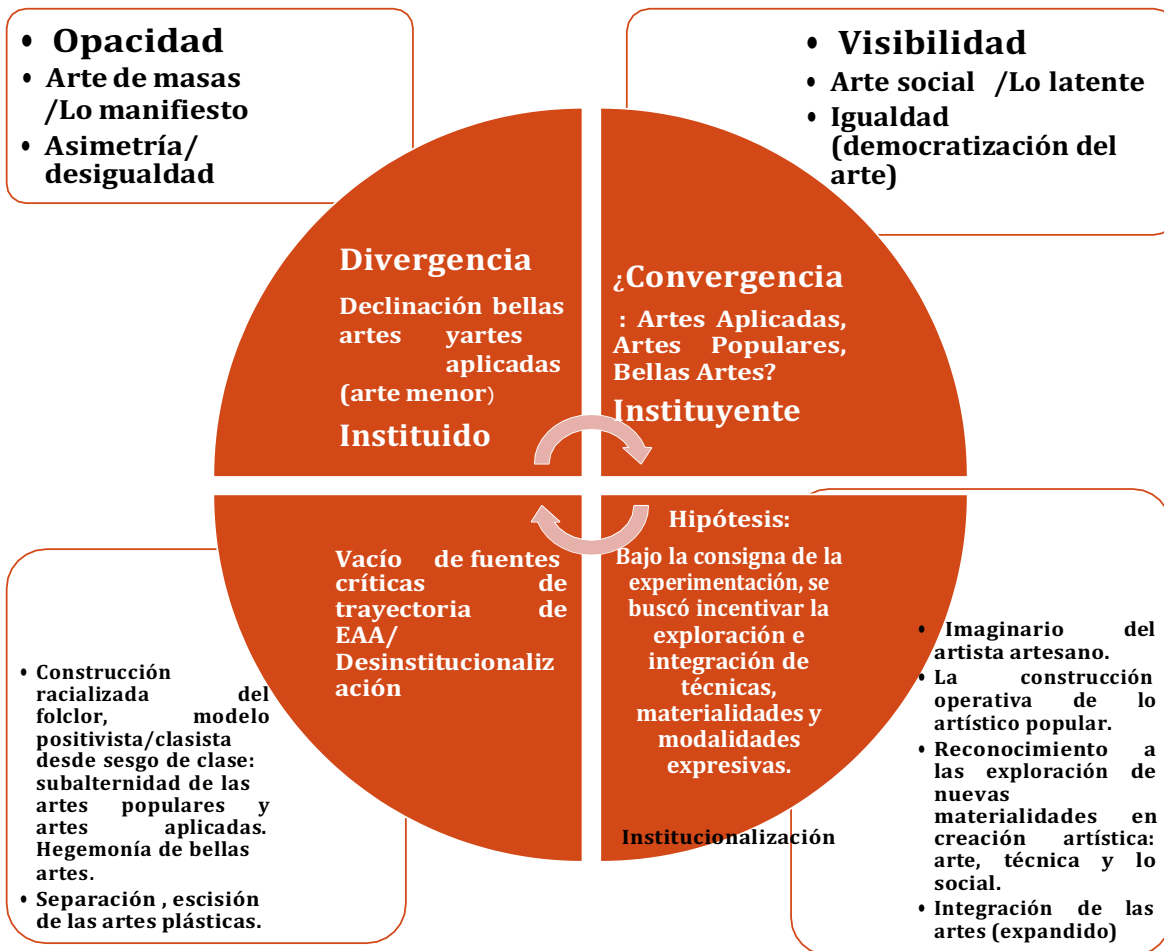 • Opacidad
• Arte de masas
/Lo manifiesto
• Asimetría/
desigualdad
• Visibilidad
• Arte social /Lo latente
• Igualdad
(democratización del
arte)
Divergencia
Declinación bellas
artes yartes
aplicadas
(arte menor)
Instituido
¿Convergencia
: Artes Aplicadas,
Artes Populares,
Bellas Artes?
Instituyente
Vacío de fuentes
críticas de
trayectoria de
EAA/
Desinstitucionaliz
ación
Hipótesis:
Bajo la consigna de la
experimentación, se
buscó incentivar la
exploración e
integración de
técnicas,
materialidades y
modalidades
expresivas.
Institucionalización
• Construcción
racializada del
folclor, modelo
positivista/clasista
desde sesgo de clase:
subalternidad de las
artes populares y
artes aplicadas.
Hegemonía de bellas
artes.
• Separación , escisión
de las artes plásticas.
• Imaginario del
artista artesano.
• La construcción
operativa de lo
artístico popular.
• Reconocimiento a
las exploración de
nuevas
materialidades en
creación artística:
arte, técnica y lo
social.
• Integración de las
artes (expandido)